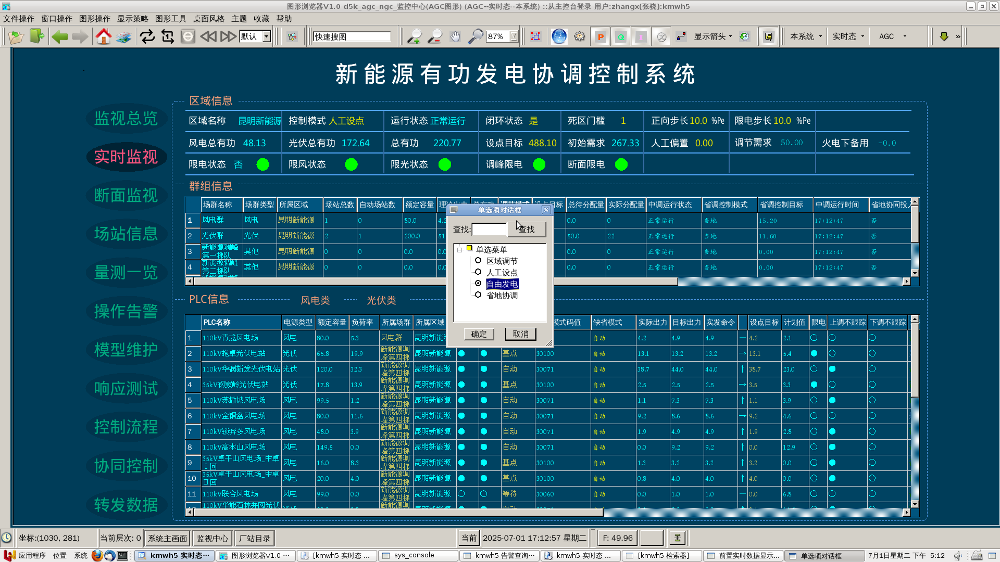 图形浏览器V1.0 d5k_agc_ngc_监控中心(AGC图形) (AGC--实时态--本系统) ::从主控台登录 用户:zhangx(张骁):kmwh5
文件操作 窗口操作 图形操作 显示策略 图形工具 桌面风格 主题 收藏 帮助
默认 快速搜图 87% P Q 显示箭头 本系统 实时态 AGC »
新能源有功发电协调控制系统
监视总览
实时监视
断面监视
场站信息
量测一览
操作告警
模型维护
响应测试
控制流程
协同控制
转发数据
区域信息
区域名称 昆明新能源 控制模式 人工设点 运行状态 正常运行 闭环状态 是 死区门槛 1 正向步长 10.0 %Pe 限电步长 10.0 %Pe
风电总有功 48.13 光伏总有功 172.64 总有功 220.77 设点目标 488.10 初始需求 267.33 人工偏置 0.00 调节需求 50.00 火电下备用 -0.0
限电状态 否 限风状态 限光状态 调峰限电 断面限电
群组信息
场群名称 场群类型 所属区域 场站总数 自动场站数 额定容量 总待分配量 实际分配量 中调运行状态 省调控制模式 省调控制目标 中调运行时间 省地协同投入
1 风电群 风电 昆明新能源 1 0 80.0 4.2 0.0 0 正常运行 当地 15.20 17:12:47 否
2 光伏群 光伏 昆明新能源 2 1 200.0 51 50.0 22 正常运行 当地 11.60 17:12:47 否
3 新能源调峰第一梯队 其他 昆明新能源 0 0 0.0 0.0 0.0 0 正常运行 当地 0.00 17:12:47 否
4 新能源调峰第二梯队 其他 昆明新能源 0 0 0.0 0.0 0.0 0 正常运行 当地 0.00 17:12:47 否
单选项对话框
查找: 查找
单选菜单
区域调节
人工设点
自由发电
省地协调
确定 取消
PLC信息 风电类 光伏类
PLC名称 电源类型 额定容量 负荷率 所属场群 所属区域 模式码值 缺省模式 实际出力 目标出力 实发命令 设点目标 计划值 限电 上调不跟踪 下调不跟踪
1 110kV青龙风电场 风电 80.0 5.3 风电群 昆明新能源 自动 4.2 4.9 4.9 4.2 2.1
2 110kV拖卓光伏电站 光伏 65.8 19.9 新能源调峰第四梯 昆明新能源 基点 30100 自动 13.1 13.2 13.2 → 13.1 5.4
3 110kV华润新发光伏电站 光伏 120.0 32.3 新能源调峰第四梯 昆明新能源 自动 30071 自动 38.7 44.0 44.0 ↑ 38.7 23.0
4 35kV钢家岭光伏电站 光伏 17.8 13.9 新能源调峰第四梯 昆明新能源 基点 30100 自动 2.5 2.5 2.5 → 3.5 3.3
5 110kV苏撒坡风电场 风电 99.5 1.2 新能源调峰第四梯 昆明新能源 自动 30071 自动 1.1 7.3 7.3 ↑ 1.1 3.9
6 110kV金铜盆风电场 风电 80.0 11.6 新能源调峰第四梯 昆明新能源 自动 30071 自动 9.2 8.6 8.6 → 9.2 4.6
7 110kV锁奔多风电场 风电 48.0 3.9 新能源调峰第四梯 昆明新能源 自动 30071 自动 1.9 4.9 4.9 ↑ 1.9 2.8
8 110kV高本山风电场 风电 149.5 0.0 新能源调峰第四梯 昆明新能源 自动 30071 自动 0.0 9.2 9.2 ↑ 0.0 12.9
9 35kV卓干山风电场_中卓I回 风电 16.0 8.3 新能源调峰第四梯 昆明新能源 基点 30100 自动 1.3 3.2 3.2 ↑ 3.2 0.0
10 35kV卓干山风电场_中卓II回 风电 20.0 4.0 新能源调峰第四梯 昆明新能源 基点 30100 自动 0.8 4.0 4.0 ↑ 4.0 0.0
11 110kV联合风电场 风电 99.0 0.0 新能源调峰第四梯 昆明新能源 等待 30060 自动 0.0 1.0 1.0 0.0 6.8
110kV华能石林并网光伏
坐标:(1030, 281) 当前层次: 0 系统主画面 监视中心 厂站目录 当前 2025-07-01 17:12:57 星期二 F: 49.96
应用程序 位置 系统 kmwh5 实时态··· 图形浏览器V1.0 ··· [kmwh5 实时态 ... sys_console kmwh5 告警查询··· kmwh5 实时态 ... [kmwh5 检索器] 前置实时数据显示... 单选项对话框 7月1日星期二 下午 5:12